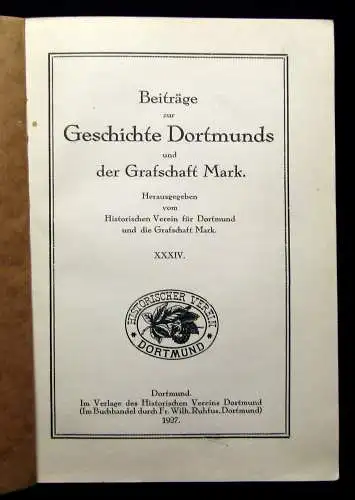 Beiträge
zur
Geschichte Dortmunds
und
der Grafschaft Mark.
Herausgegeben
vom
Historischen Verein für Dortmund
und die Grafschaft Mark.
XXXIV.
HISTORISCHER VEREIN
DORTMUND
Dortmund.
Im Verlage des Historischen Vereins Dortmund
(Im Buchhandel durch Fr. Wilh. Ruhfus, Dortmund)
1927.